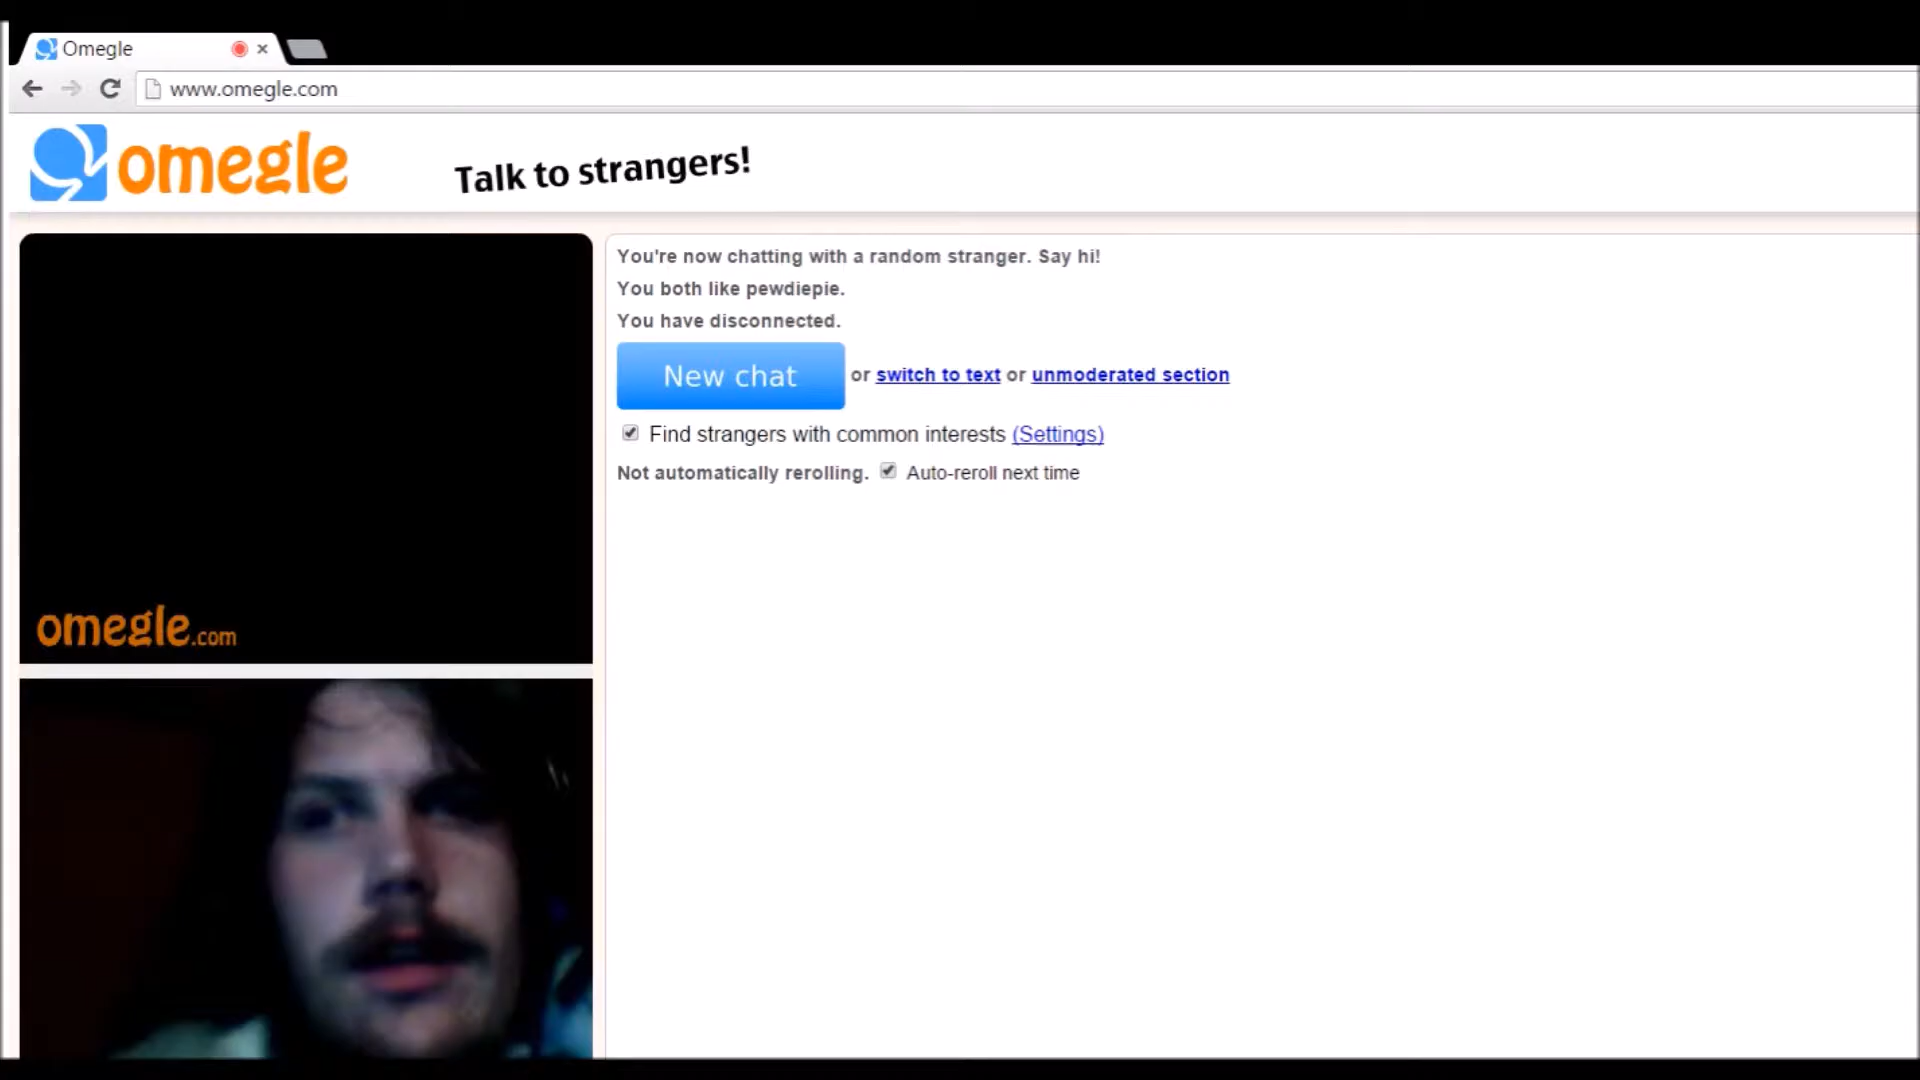 Omegle
www.omegle.com
omegle
Talk to strangers!
You're now chatting with a random stranger. Say hi!
You both like pewdiepie.
You have disconnected.
New chat or switch to text or unmoderated section
Find strangers with common interests (Settings)
Not automatically rerolling. Auto-reroll next time
omegle.com